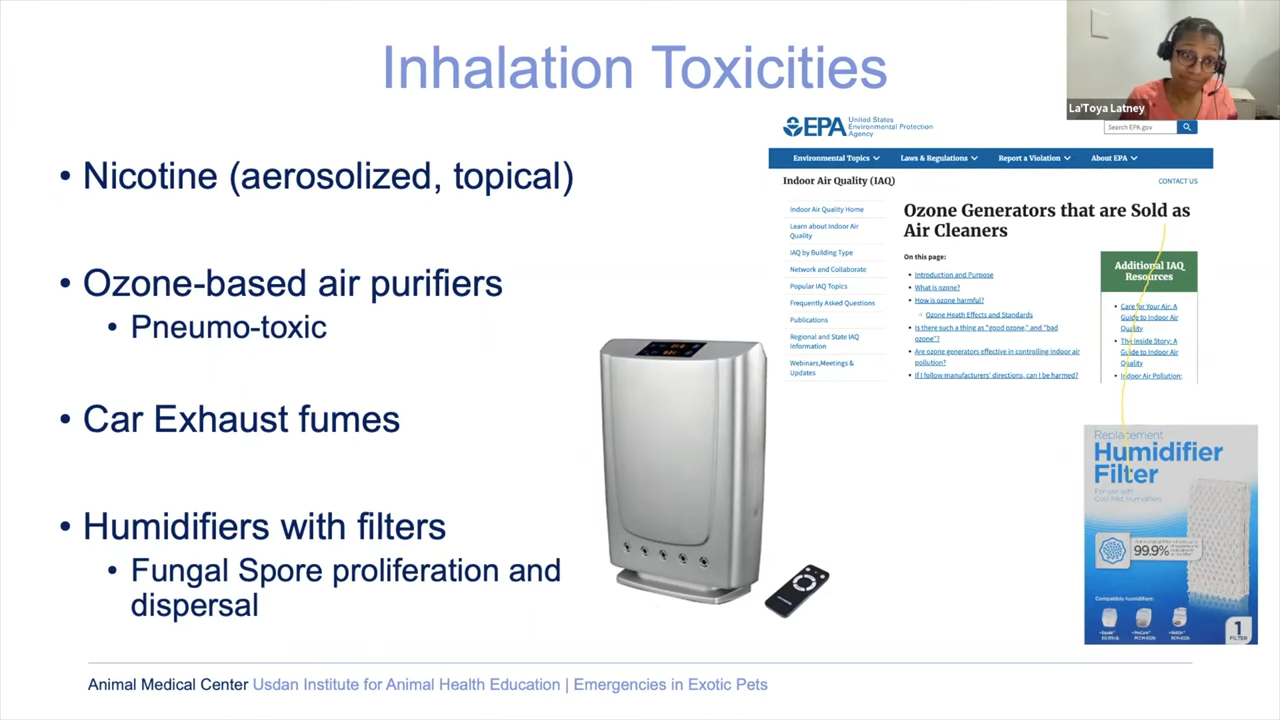 Inhalation Toxicities
La'Toya Latney
• Nicotine (aerosolized, topical)
• Ozone-based air purifiers
• Pneumo-toxic
• Car Exhaust fumes
• Humidifiers with filters
• Fungal Spore proliferation and
dispersal
EPA United States
Environmental Protection
Agency
Search EPA.gov
Environmental Topics Laws & Regulations Report a Violation About EPA
Indoor Air Quality (IAQ)
CONTACT US
Indoor Air Quality Home
Learn about Indoor Air
Quality
IAQ by Building Type
Network and Collaborate
Popular IAQ Topics
Frequently Asked Questions
Publications
Regional and State IAQ
Information
Webinars,Meetings &
Updates
Ozone Generators that are Sold as
Air Cleaners
On this page:
• Introduction and Purpose
• What is ozone?
• How is ozone harmful?
Ozone Heath Effects and Standards
• Is there such a thing as "good ozone," and "bad
ozone"?
• Are ozone generators effective in controlling indoor air
pollution?
• If I follow manufacturers' directions, can I be harmed?
Additional IAQ
Resources
• Care for Your Air: A
Guide to Indoor Air
Quality
• The Inside Story: A
Guide to Indoor Air
Quality
• Indoor Air Pollution:
Replacement
Humidifier
Filter
For use with
Cool Mist Humidifiers
99.9%
Compatible humidifiers:
1
FILTER
Animal Medical Center Usdan Institute for Animal Health Education | Emergencies in Exotic Pets